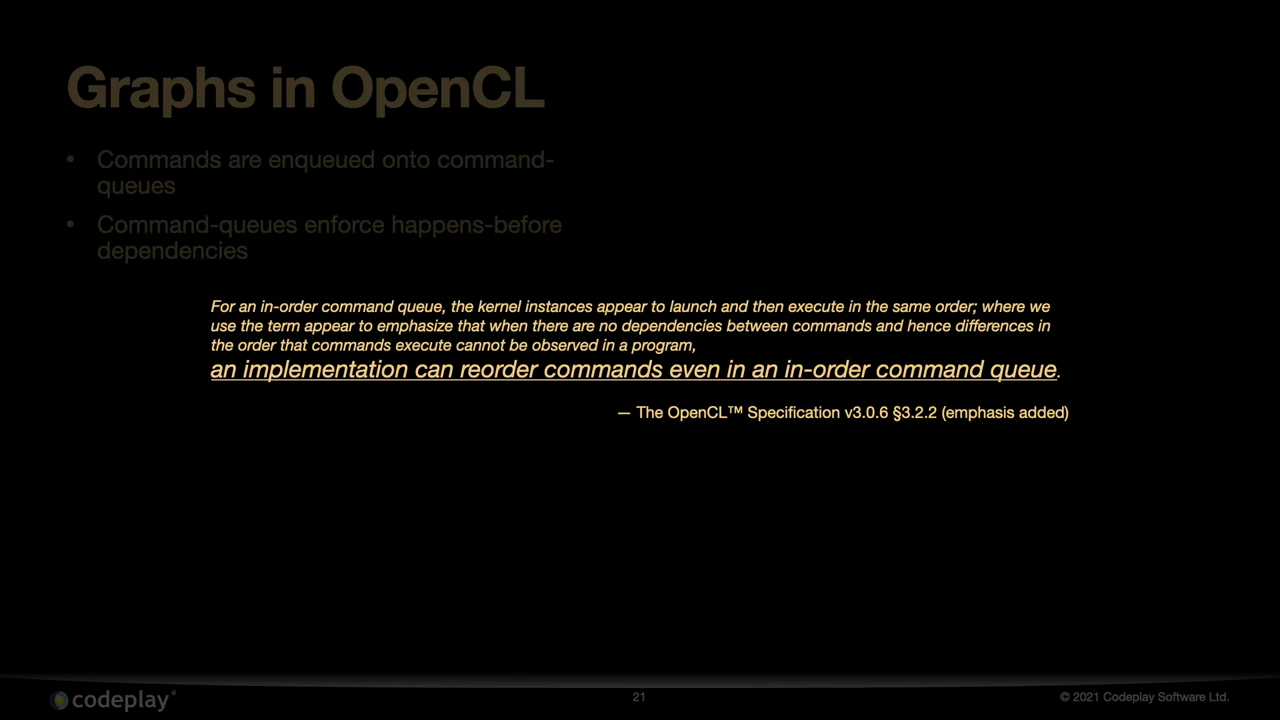 Graphs in OpenCL
• Commands are enqueued onto command-
queues
• Command-queues enforce happens-before
dependencies
For an in-order command queue, the kernel instances appear to launch and then execute in the same order; where we
use the term appear to emphasize that when there are no dependencies between commands and hence differences in
the order that commands execute cannot be observed in a program,
an implementation can reorder commands even in an in-order command queue.
— The OpenCL™ Specification v3.0.6 §3.2.2 (emphasis added)
codeplay®
21
© 2021 Codeplay Software Ltd.